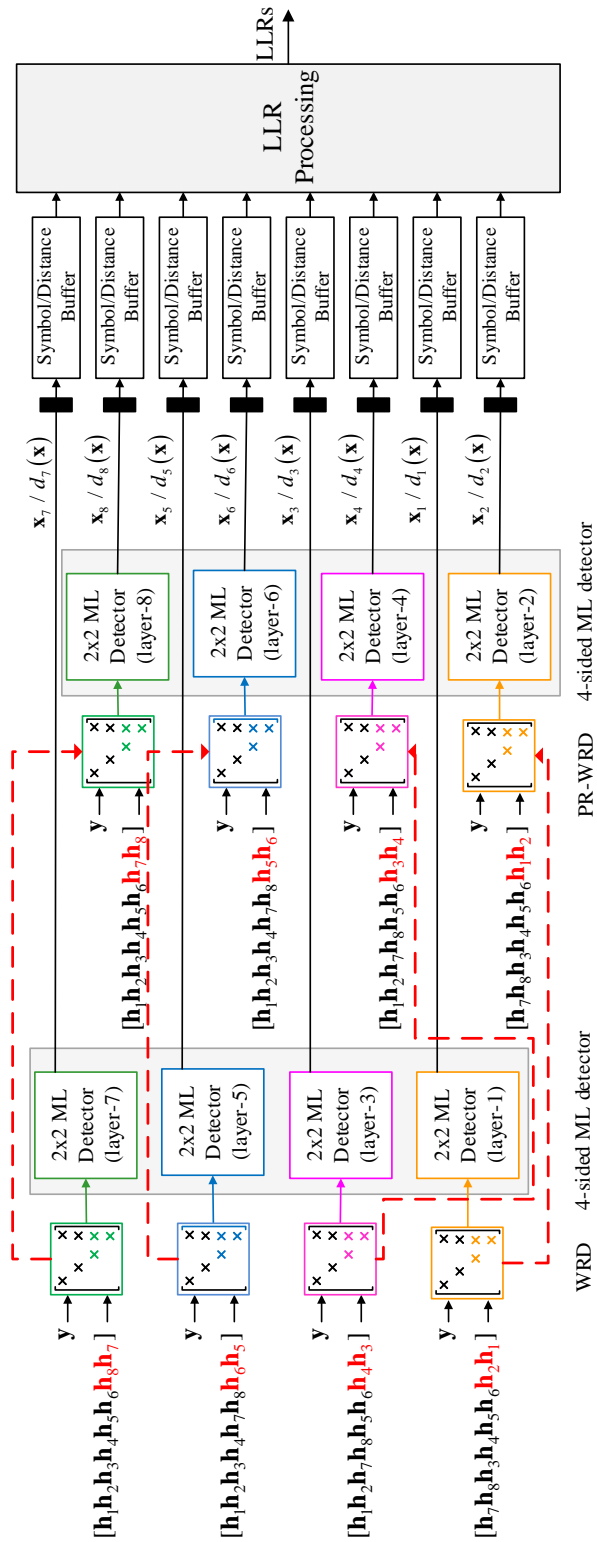 y
[h₁h₂h₃h₄h₅h₆h₈h₇]
y
[h₁h₂h₃h₄h₇h₈h₆h₅]
y
[h₁h₂h₇h₈h₅h₆h₄h₃]
y
[h₇h₈h₃h₄h₅h₆h₂h₁]
WRD
2x2 ML
Detector
(layer-7)
2x2 ML
Detector
(layer-5)
2x2 ML
Detector
(layer-3)
2x2 ML
Detector
(layer-1)
4-sided ML detector
y
[h₁h₂h₃h₄h₅h₆h₇h₈]
y
[h₁h₂h₃h₄h₇h₈h₅h₆]
y
[h₁h₂h₇h₈h₅h₆h₃h₄]
y
[h₇h₈h₃h₄h₅h₆h₁h₂]
PR-WRD
2x2 ML
Detector
(layer-8)
2x2 ML
Detector
(layer-6)
2x2 ML
Detector
(layer-4)
2x2 ML
Detector
(layer-2)
4-sided ML detector
x₇ / d₇(x)
x₈ / d₈(x)
x₅ / d₅(x)
x₆ / d₆(x)
x₃ / d₃(x)
x₄ / d₄(x)
x₁ / d₁(x)
x₂ / d₂(x)
Symbol/Distance
Buffer
Symbol/Distance
Buffer
Symbol/Distance
Buffer
Symbol/Distance
Buffer
Symbol/Distance
Buffer
Symbol/Distance
Buffer
Symbol/Distance
Buffer
Symbol/Distance
Buffer
LLR
Processing
LLRs